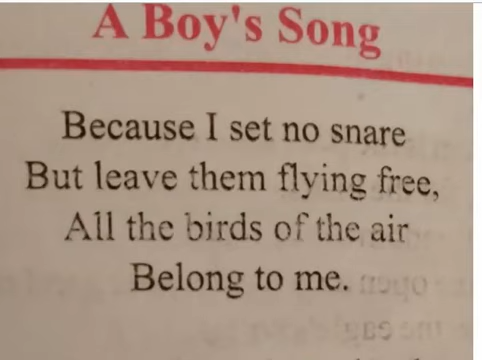 A Boy's Song
Because I set no snare
But leave them flying free,
All the birds of the air
Belong to me.